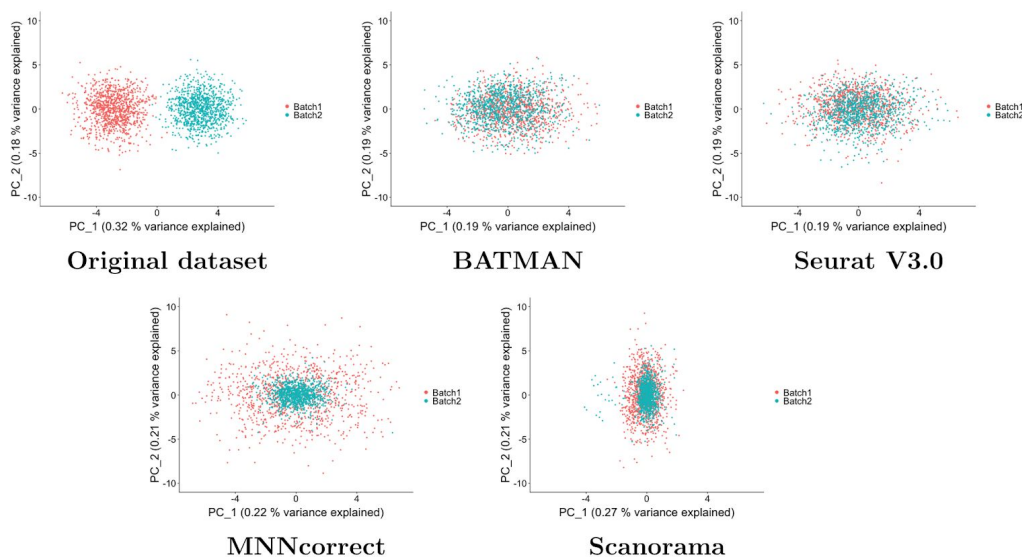 10
5
0
-5
-10
PC_2 (0.18 % variance explained)
-4 0 4
PC_1 (0.32 % variance explained)
Batch1
Batch2
Original dataset
10
5
0
-5
-10
PC_2 (0.19 % variance explained)
-4 0 4
PC_1 (0.19 % variance explained)
Batch1
Batch2
BATMAN
10
5
0
-5
-10
PC_2 (0.19 % variance explained)
-4 0 4
PC_1 (0.19 % variance explained)
Batch1
Batch2
Seurat V3.0
10
5
0
-5
-10
PC_2 (0.21 % variance explained)
-4 0 4
PC_1 (0.22 % variance explained)
Batch1
Batch2
MNNcorrect
10
5
0
-5
-10
PC_2 (0.21 % variance explained)
-4 0 4
PC_1 (0.27 % variance explained)
Batch1
Batch2
Scanorama